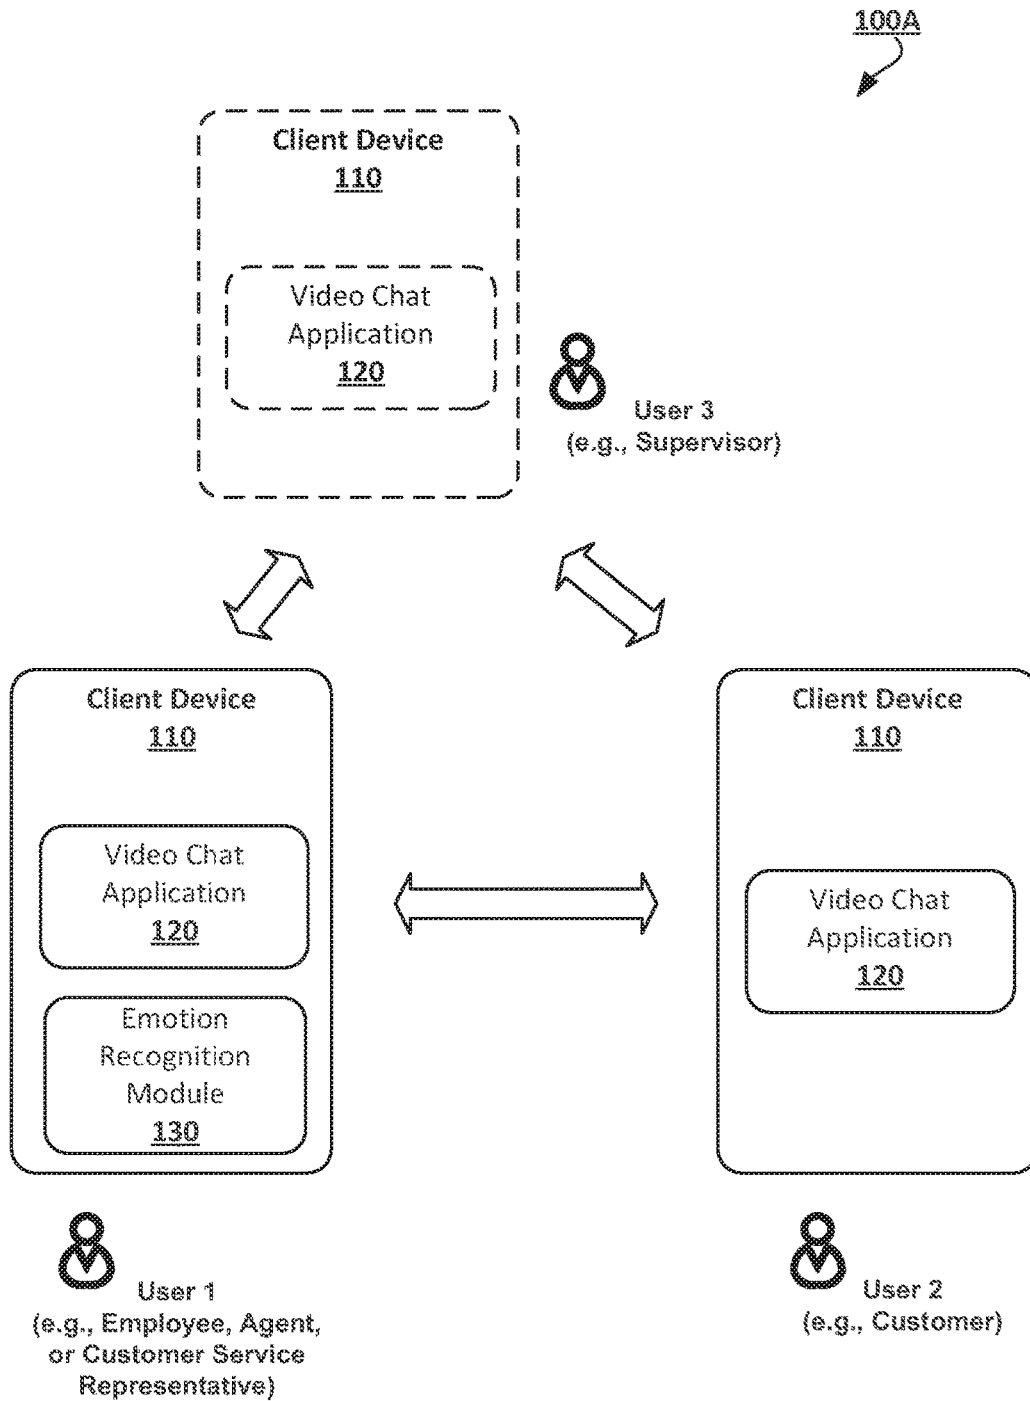 100A
Client Device
110
Video Chat
Application
120
User 3
(e.g., Supervisor)
Client Device
110
Video Chat
Application
120
Emotion
Recognition
Module
130
User 1
(e.g., Employee, Agent,
or Customer Service
Representative)
Client Device
110
Video Chat
Application
120
User 2
(e.g., Customer)